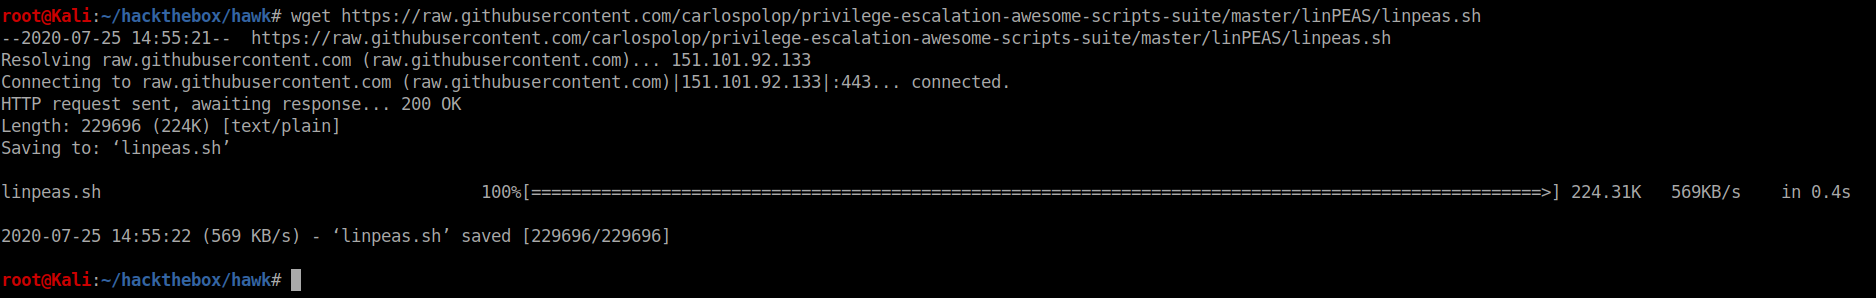 root@Kali:~/hackthebox/hawk# wget https://raw.githubusercontent.com/carlospolop/privilege-escalation-awesome-scripts-suite/master/linPEAS/linpeas.sh
--2020-07-25 14:55:21--  https://raw.githubusercontent.com/carlospolop/privilege-escalation-awesome-scripts-suite/master/linPEAS/linpeas.sh
Resolving raw.githubusercontent.com (raw.githubusercontent.com)... 151.101.92.133
Connecting to raw.githubusercontent.com (raw.githubusercontent.com)|151.101.92.133|:443... connected.
HTTP request sent, awaiting response... 200 OK
Length: 229696 (224K) [text/plain]
Saving to: ‘linpeas.sh’
linpeas.sh                                      100%[=====================================================================================================>] 224.31K   569KB/s    in 0.4s
2020-07-25 14:55:22 (569 KB/s) - ‘linpeas.sh’ saved [229696/229696]
root@Kali:~/hackthebox/hawk#